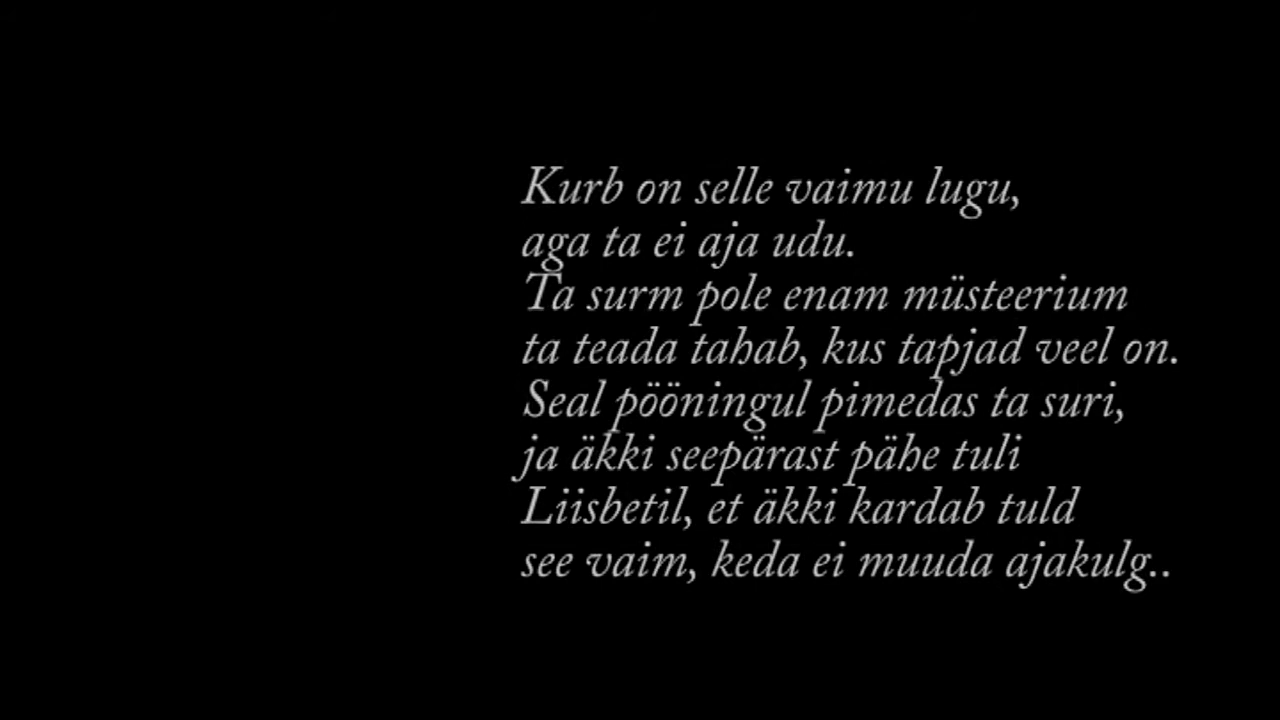 Kurb on selle vaimu lugu,
aga ta ei aja udu.
Ta surm pole enam müsteerium
ta teada tahab, kus tapjad veel on.
Seal pööningul pimedas ta suri,
ja äkki seepärast pähe tuli
Liisbetil, et äkki kardab tuld
see vaim, keda ei muuda ajakulg..